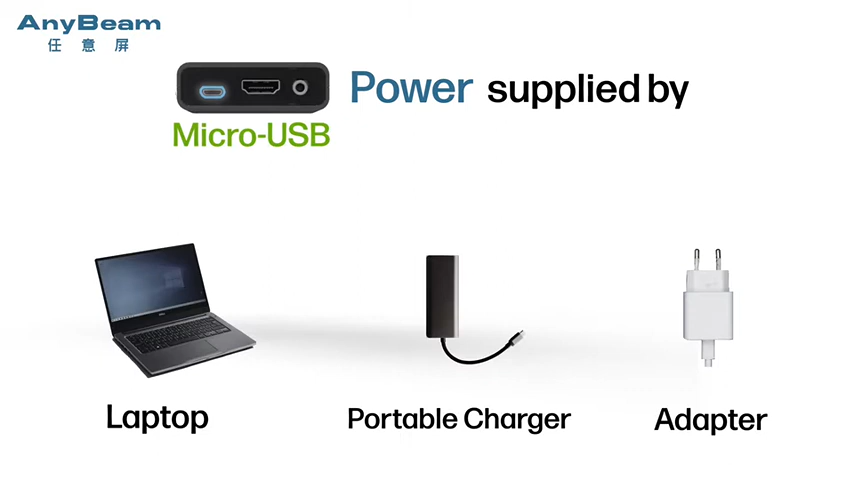 AnyBeam
任意屏
Power supplied by
Micro-USB
Laptop
Portable Charger
Adapter